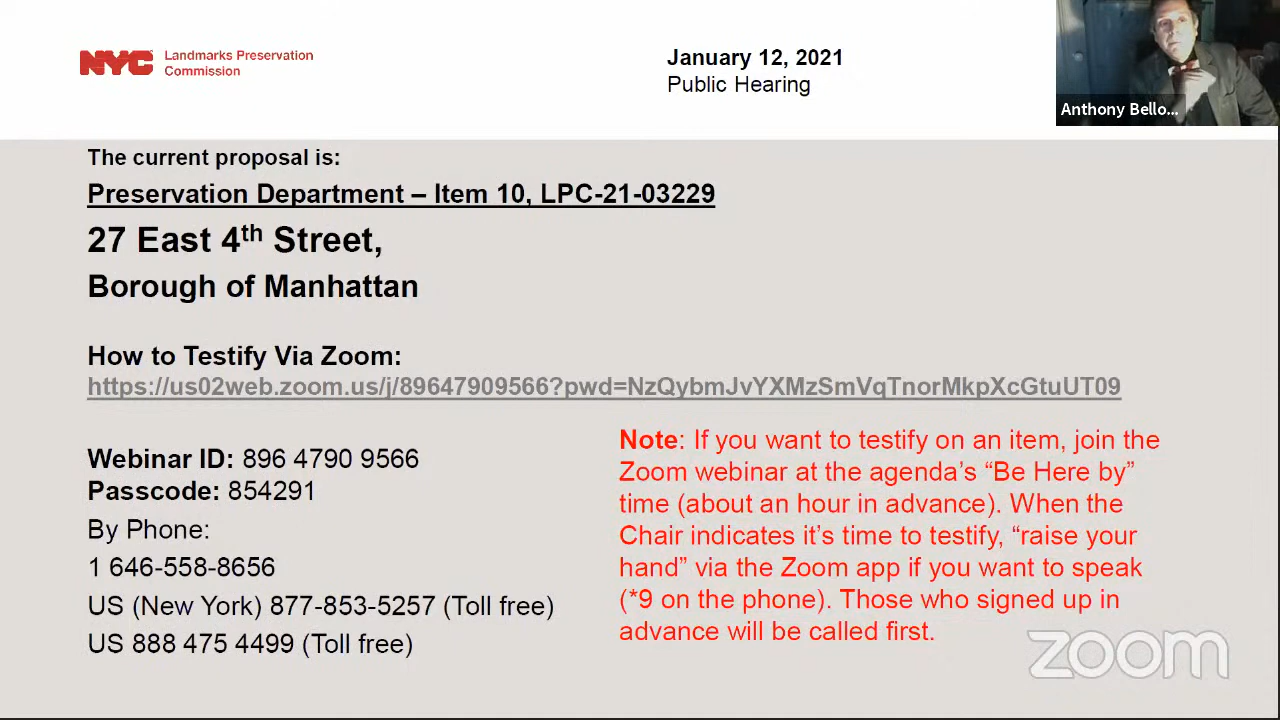 NYC Landmarks Preservation
Commission
January 12, 2021
Public Hearing
Anthony Bello...
The current proposal is:
Preservation Department – Item 10, LPC-21-03229
27 East 4th Street,
Borough of Manhattan
How to Testify Via Zoom:
https://us02web.zoom.us/j/89647909566?pwd=NzQybmJvYXMzSmVqTnorMkpXcGtuUT09
Webinar ID: 896 4790 9566
Passcode: 854291
By Phone:
1 646-558-8656
US (New York) 877-853-5257 (Toll free)
US 888 475 4499 (Toll free)
Note: If you want to testify on an item, join the
Zoom webinar at the agenda’s “Be Here by”
time (about an hour in advance). When the
Chair indicates it’s time to testify, “raise your
hand” via the Zoom app if you want to speak
(*9 on the phone). Those who signed up in
advance will be called first.
zoom